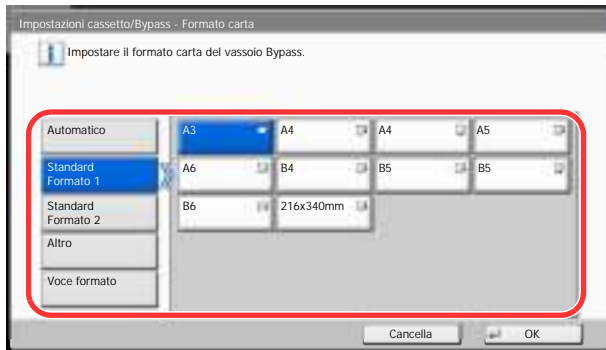 Impostazioni cassetto/Bypass - Formato carta
Impostare il formato carta del vassoio Bypass.
Automatico
A3
A4
A4
A5
Standard
Formato 1
A6
B4
B5
B5
Standard
Formato 2
B6
216x340mm
Altro
Voce formato
Cancella
OK